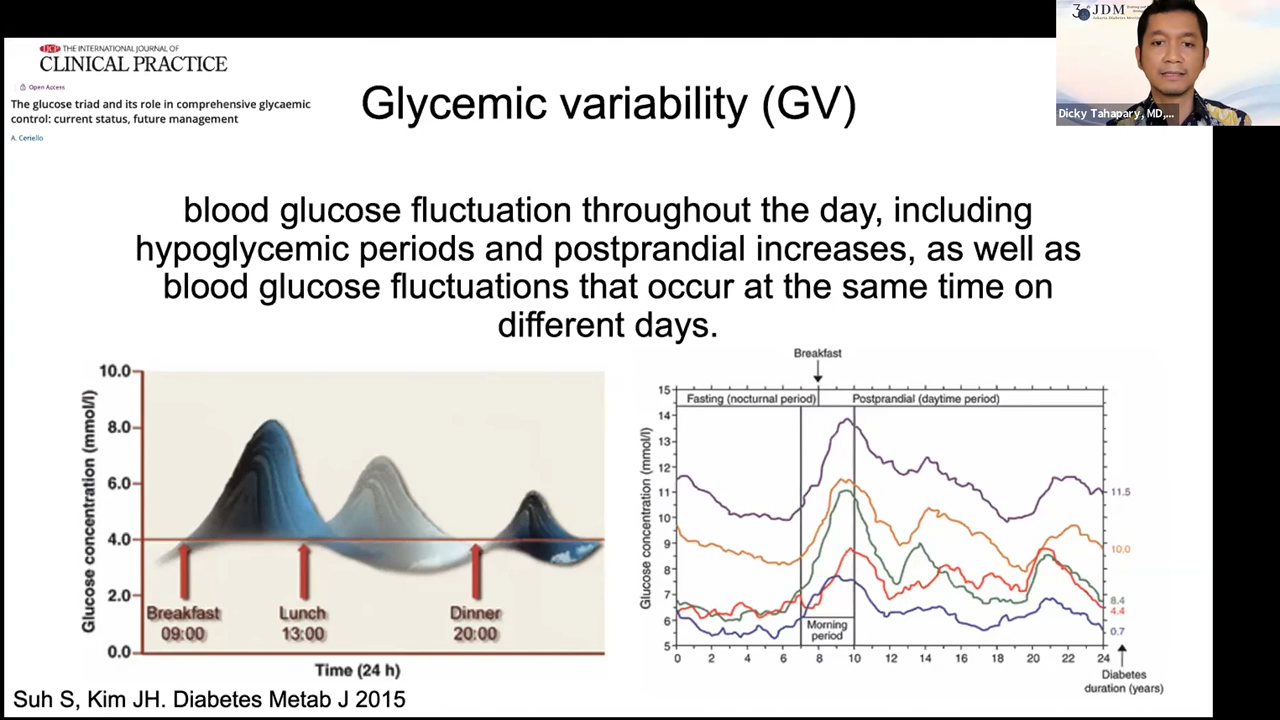 IJCP THE INTERNATIONAL JOURNAL OF
CLINICAL PRACTICE
Open Access
The glucose triad and its role in comprehensive glycaemic
control: current status, future management
A. Ceriello
Glycemic variability (GV)
JDM
Dicky Tahapary, MD,...
blood glucose fluctuation throughout the day, including
hypoglycemic periods and postprandial increases, as well as
blood glucose fluctuations that occur at the same time on
different days.
Glucose concentration (mmol/l)
10.0
8.0
6.0
4.0
2.0
0.0
Breakfast
09:00
Lunch
13:00
Dinner
20:00
Time (24 h)
Breakfast
Fasting (nocturnal period)
Postprandial (daytime period)
Glucose concentration (mmol/l)
15
14
13
12
11
10
9
8
7
6
5
11.5
10.0
8.4
4.4
0.7
Morning
period
0 2 4 6 8 10 12 14 16 18 20 22 24
Diabetes
duration (years)
Suh S, Kim JH. Diabetes Metab J 2015